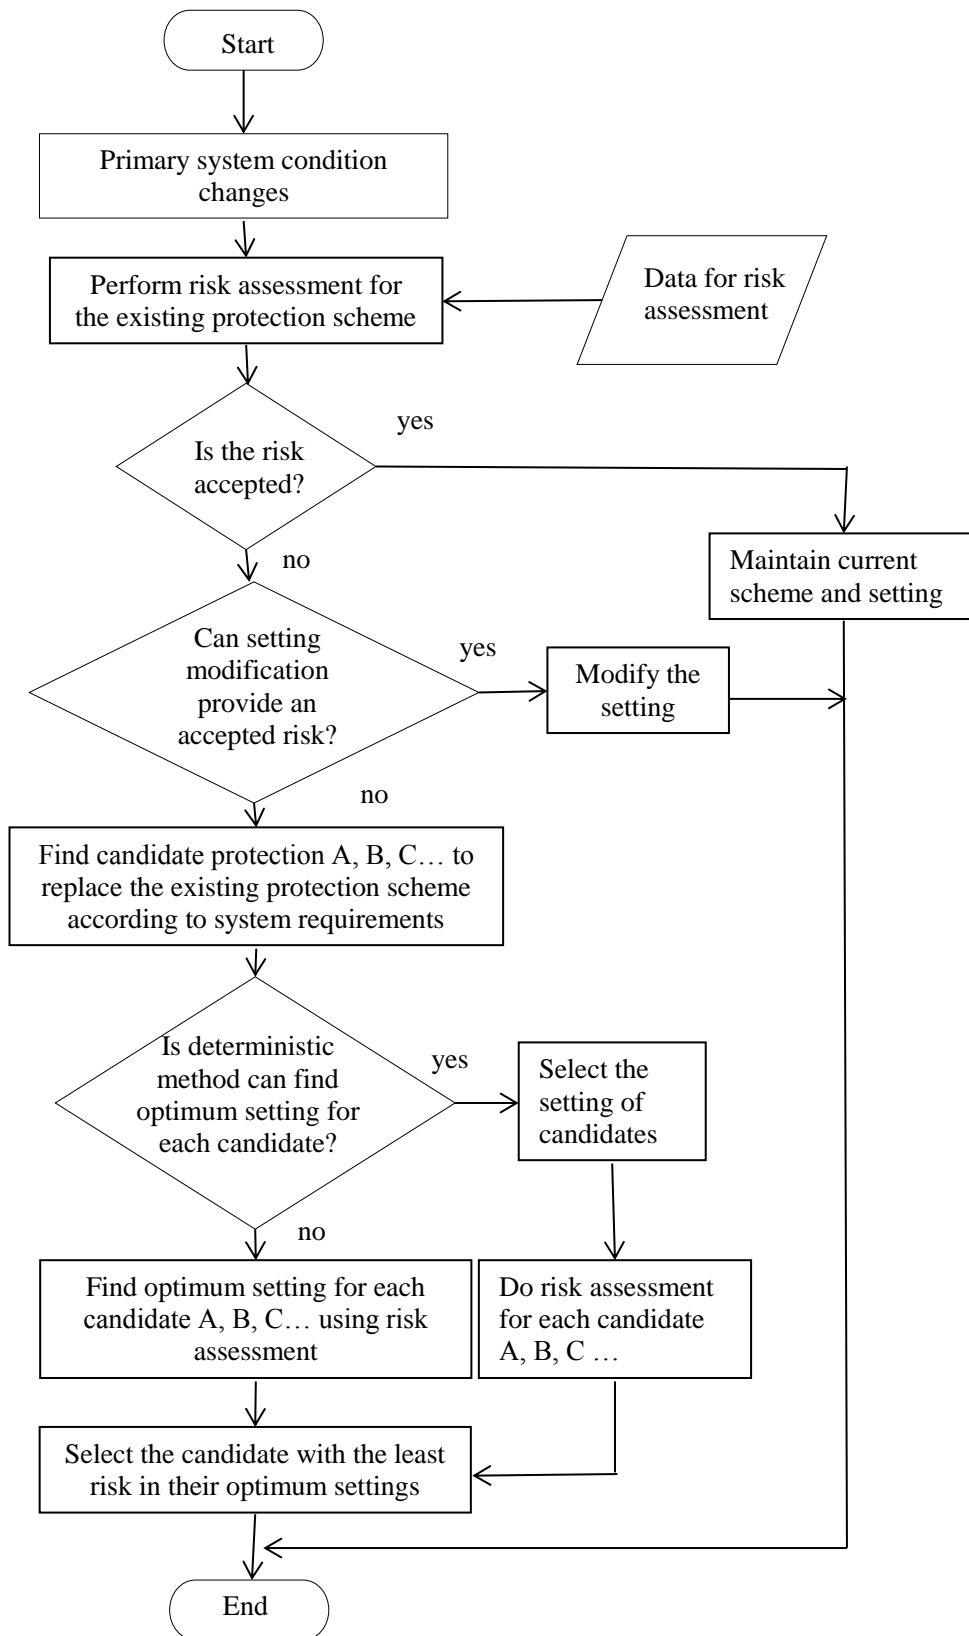 Start
Primary system condition
changes
Perform risk assessment for
the existing protection scheme
Data for risk
assessment
Is the risk
accepted?
yes
no
Maintain current
scheme and setting
Can setting
modification
provide an
accepted risk?
yes
Modify the
setting
no
Find candidate protection A, B, C… to
replace the existing protection scheme
according to system requirements
Is deterministic
method can find
optimum setting for
each candidate?
yes
Select the
setting of
candidates
no
Find optimum setting for each
candidate A, B, C… using risk
assessment
Do risk assessment
for each candidate
A, B, C …
Select the candidate with the least
risk in their optimum settings
End